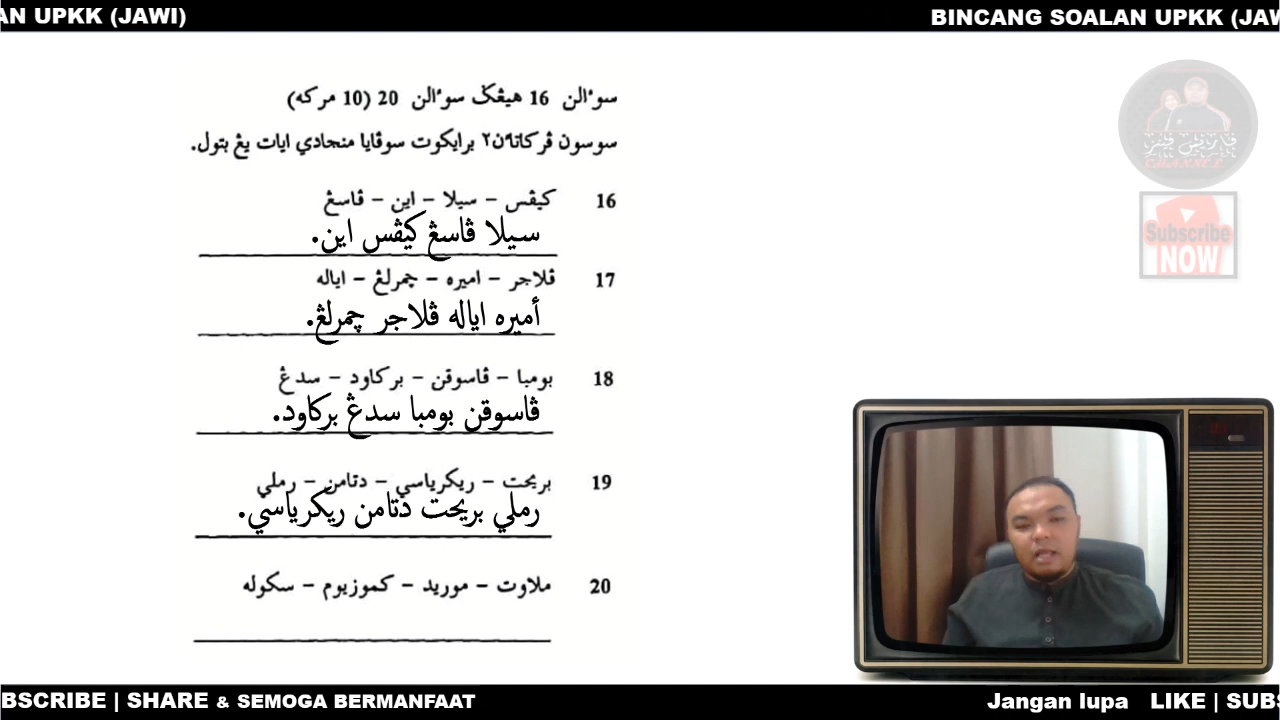 AN UPKK (JAWI)
BINCANG SOALAN UPKK (JAW
سوءالن 16 هيڠݢ سوءالن 20 (10 مركه)
سوسون ڤركاتاءن٢ برايكوت سوڤايا منجادي ايات يڠ بتول.
16 كيڤس – سيلا – اين – ڤاسڠ
سيلا ڤاسڠ كيڤس اين.
17 ڤلاجر – اميره – چمرلڠ – اياله
أميره اياله ڤلاجر چمرلڠ.
18 بومبا – ڤاسوقن – بركاود – سدڠ
ڤاسوقن بومبا سدڠ بركاود.
19 بريحت – ريكرياسي – دتامن – رملي
رملي بريحت دتامن ريكرياسي.
20 ملاوت – موريد – كموزيوم – سكوله
Subscribe
NOW
BSCRIBE | SHARE & SEMOGA BERMANFAAT
Jangan lupa LIKE | SUBS